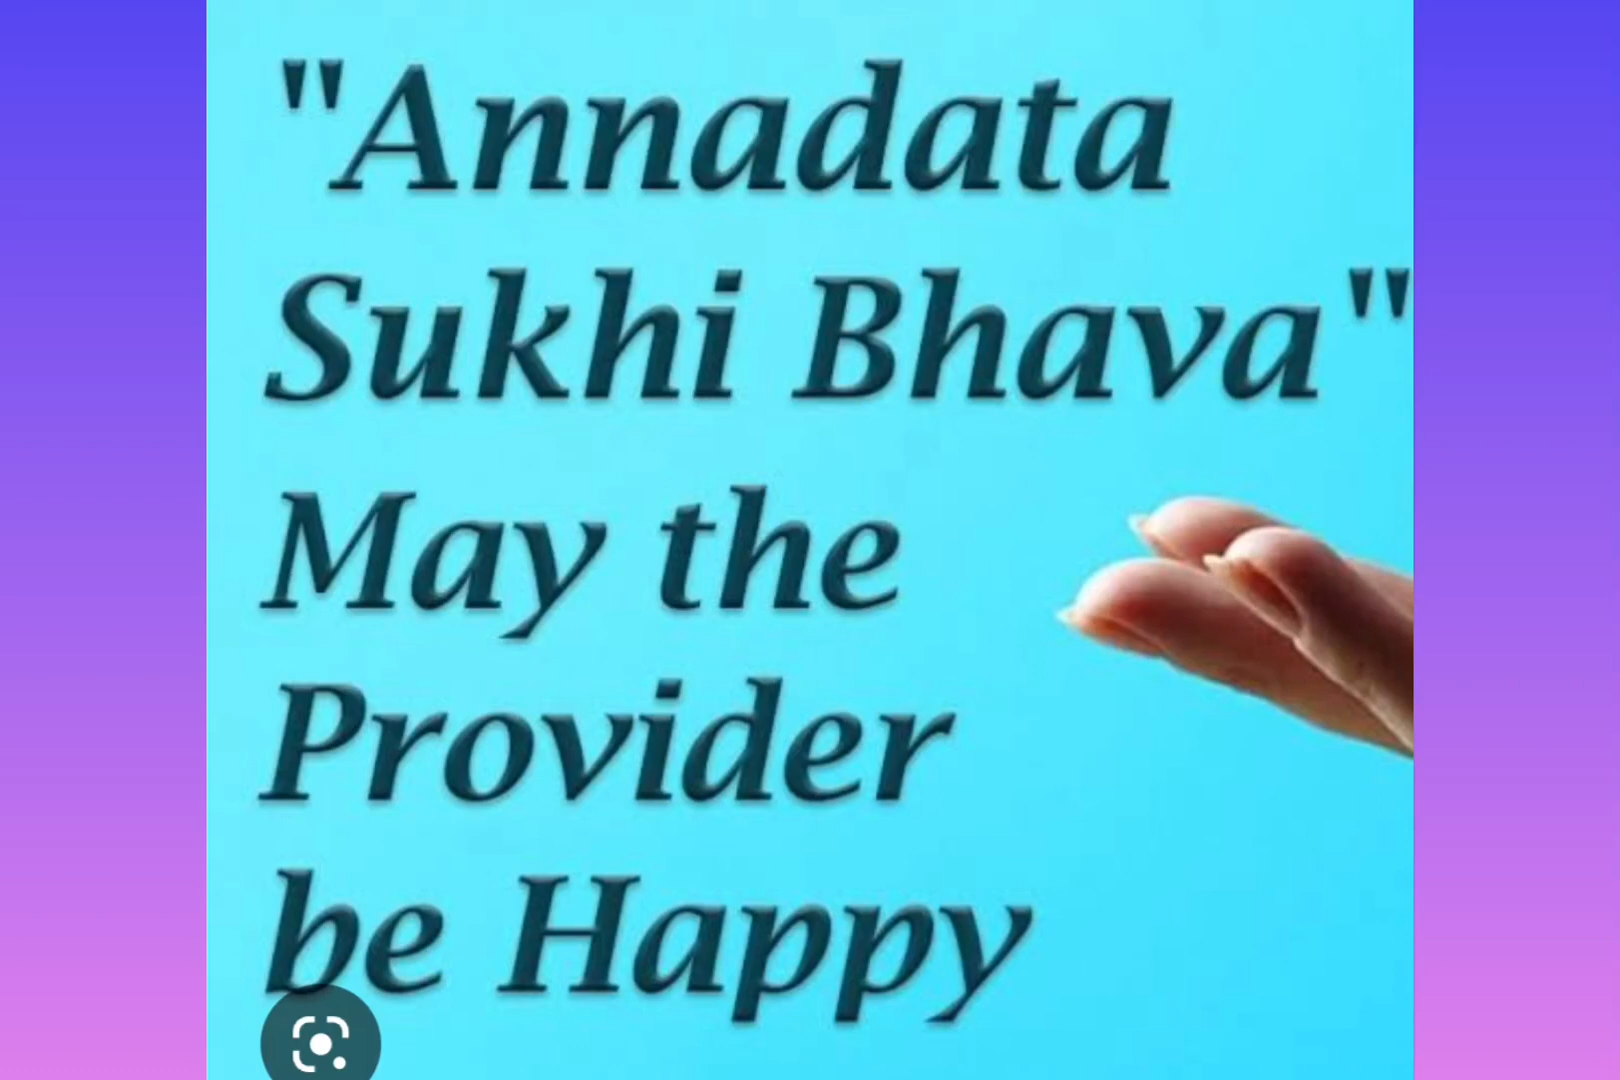 "Annadata
Sukhi Bhava"
May the
Provider
be Happy